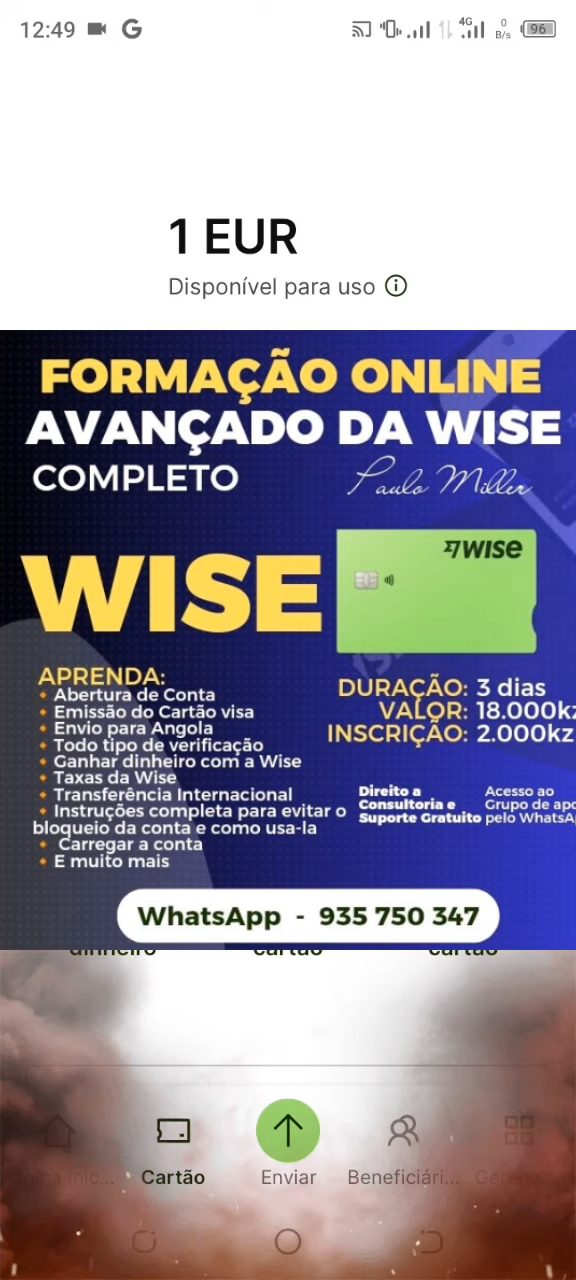 12:49 G 4G 0 B/s 96
1 EUR
Disponível para uso
FORMAÇÃO ONLINE
AVANÇADO DA WISE
COMPLETO
Paulo Miller
WISE
WISE
APRENDA:
Abertura de Conta
Emissão do Cartão visa
Envio para Angola
Todo tipo de verificação
Ganhar dinheiro com a Wise
Taxas da Wise
Transferência Internacional
Instruções completa para evitar o
bloqueio da conta e como usa-la
Carregar a conta
E muito mais
DURAÇÃO: 3 dias
VALOR: 18.000kz
INSCRIÇÃO: 2.000kz
Direito a
Consultoria e
Suporte Gratuito
Acesso ao
Grupo de apo
pelo WhatsA
WhatsApp - 935 750 347
dinheiro cartão cartão
Cartão Enviar Beneficiári...